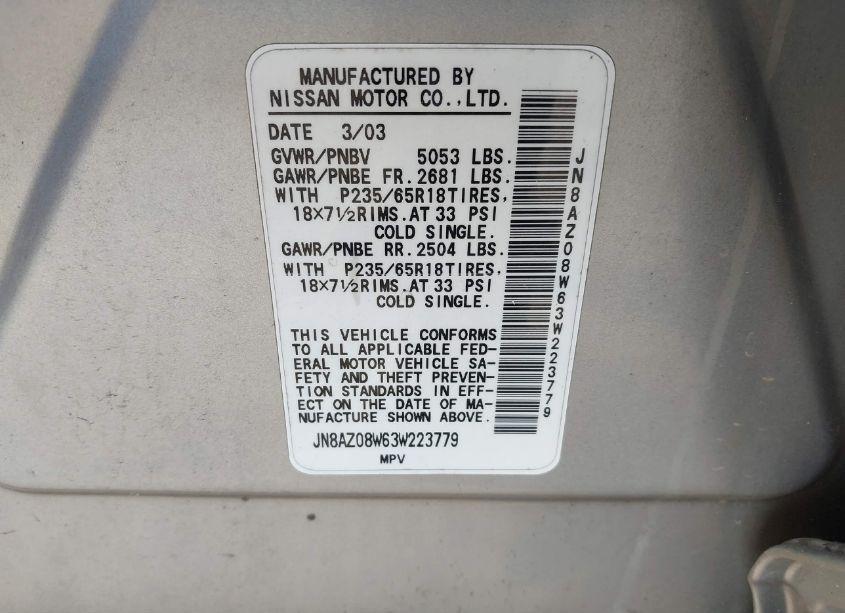 MANUFACTURED BY
NISSAN MOTOR CO.,LTD.
DATE 3/03
GVWR/PNBV 5053 LBS.
GAWR/PNBE FR. 2681 LBS.
WITH P235/65R18TIRES,
18×7½RIMS.AT 33 PSI
COLD SINGLE.
GAWR/PNBE RR. 2504 LBS.
WITH P235/65R18TIRES,
18×7½RIMS.AT 33 PSI
COLD SINGLE.
THIS VEHICLE CONFORMS
TO ALL APPLICABLE FED-
ERAL MOTOR VEHICLE SA-
FETY AND THEFT PREVEN-
TION STANDARDS IN EFF-
ECT ON THE DATE OF MA-
NUFACTURE SHOWN ABOVE.
JN8AZ08W63W223779
MPV
JN8AZ08W63W223779